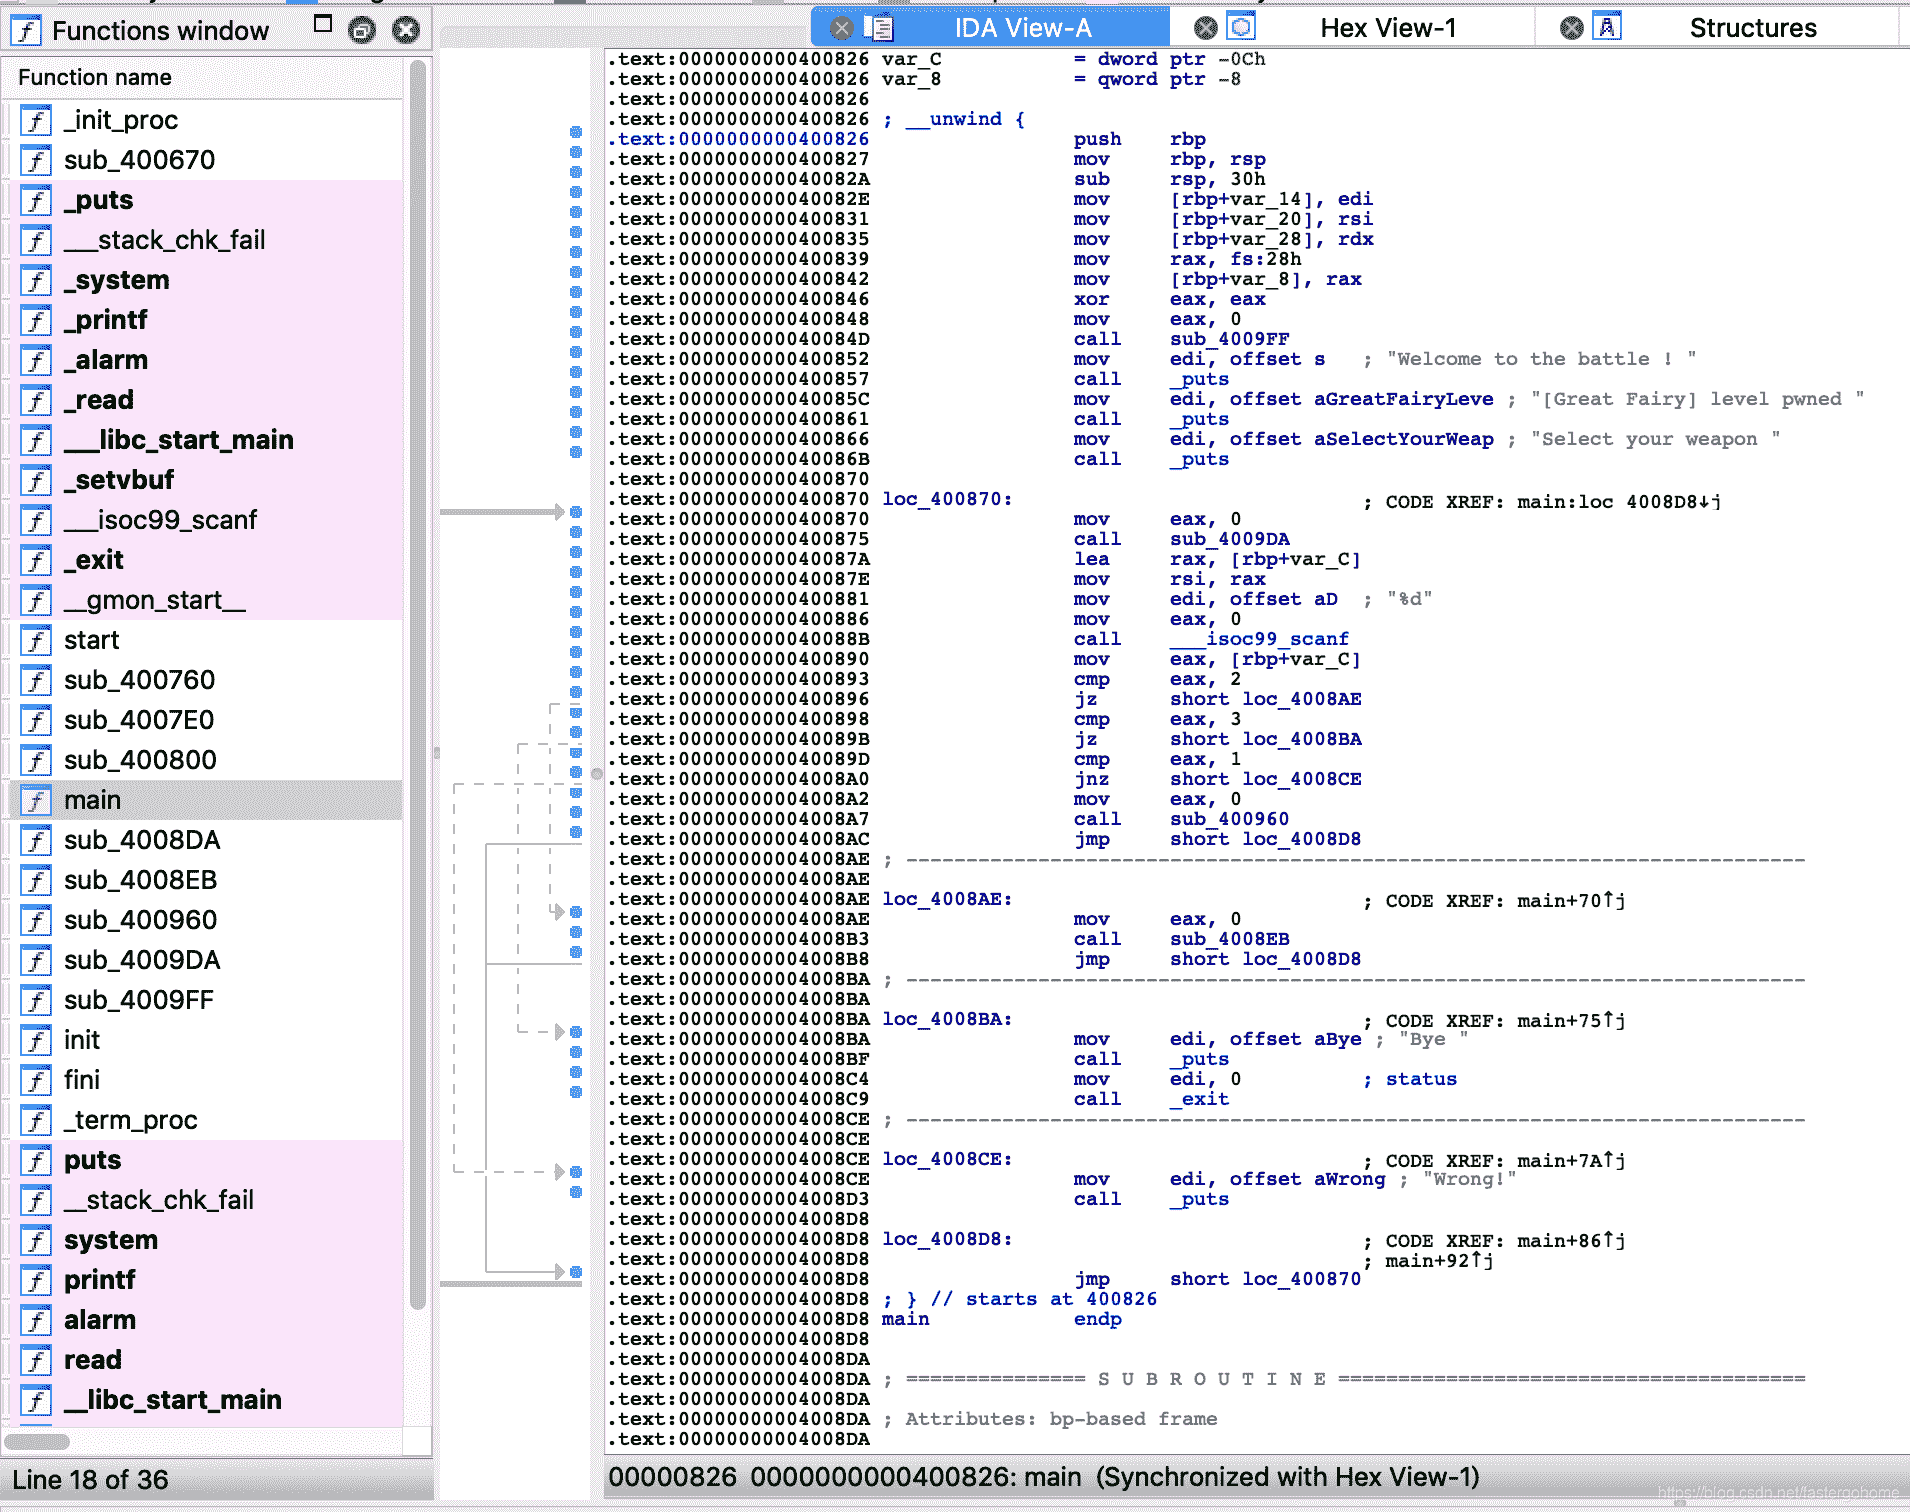 Functions window
IDA View-A
Hex View-1
Structures
Function name
_init_proc
sub_400670
_puts
___stack_chk_fail
_system
_printf
_alarm
_read
___libc_start_main
_setvbuf
___isoc99_scanf
_exit
__gmon_start__
start
sub_400760
sub_4007E0
sub_400800
main
sub_4008DA
sub_4008EB
sub_400960
sub_4009DA
sub_4009FF
init
fini
_term_proc
puts
__stack_chk_fail
system
printf
alarm
read
__libc_start_main
Line 18 of 36
.text:0000000000400826 var_C = dword ptr -0Ch
.text:0000000000400826 var_8 = qword ptr -8
.text:0000000000400826
.text:0000000000400826 ; __unwind {
.text:0000000000400826 push rbp
.text:0000000000400827 mov rbp, rsp
.text:000000000040082A sub rsp, 30h
.text:000000000040082E mov [rbp+var_14], edi
.text:0000000000400831 mov [rbp+var_20], rsi
.text:0000000000400835 mov [rbp+var_28], rdx
.text:0000000000400839 mov rax, fs:28h
.text:0000000000400842 mov [rbp+var_8], rax
.text:0000000000400846 xor eax, eax
.text:0000000000400848 mov eax, 0
.text:000000000040084D call sub_4009FF
.text:0000000000400852 mov edi, offset s ; "Welcome to the battle ! "
.text:0000000000400857 call _puts
.text:000000000040085C mov edi, offset aGreatFairyLeve ; "[Great Fairy] level pwned "
.text:0000000000400861 call _puts
.text:0000000000400866 mov edi, offset aSelectYourWeap ; "Select your weapon "
.text:000000000040086B call _puts
.text:0000000000400870
.text:0000000000400870 loc_400870: ; CODE XREF: main:loc_4008D8↓j
.text:0000000000400870 mov eax, 0
.text:0000000000400875 call sub_4009DA
.text:000000000040087A lea rax, [rbp+var_C]
.text:000000000040087E mov rsi, rax
.text:0000000000400881 mov edi, offset aD ; "%d"
.text:0000000000400886 mov eax, 0
.text:000000000040088B call ___isoc99_scanf
.text:0000000000400890 mov eax, [rbp+var_C]
.text:0000000000400893 cmp eax, 2
.text:0000000000400896 jz short loc_4008AE
.text:0000000000400898 cmp eax, 3
.text:000000000040089B jz short loc_4008BA
.text:000000000040089D cmp eax, 1
.text:00000000004008A0 jnz short loc_4008CE
.text:00000000004008A2 mov eax, 0
.text:00000000004008A7 call sub_400960
.text:00000000004008AC jmp short loc_4008D8
.text:00000000004008AE ; ---------------------------------------------------------------------------
.text:00000000004008AE
.text:00000000004008AE loc_4008AE: ; CODE XREF: main+70↑j
.text:00000000004008AE mov eax, 0
.text:00000000004008B3 call sub_4008EB
.text:00000000004008B8 jmp short loc_4008D8
.text:00000000004008BA ; ---------------------------------------------------------------------------
.text:00000000004008BA
.text:00000000004008BA loc_4008BA: ; CODE XREF: main+75↑j
.text:00000000004008BA mov edi, offset aBye ; "Bye "
.text:00000000004008BF call _puts
.text:00000000004008C4 mov edi, 0 ; status
.text:00000000004008C9 call _exit
.text:00000000004008CE ; ---------------------------------------------------------------------------
.text:00000000004008CE
.text:00000000004008CE loc_4008CE: ; CODE XREF: main+7A↑j
.text:00000000004008CE mov edi, offset aWrong ; "Wrong!"
.text:00000000004008D3 call _puts
.text:00000000004008D8
.text:00000000004008D8 loc_4008D8: ; CODE XREF: main+86↑j
.text:00000000004008D8 ; main+92↑j
.text:00000000004008D8 jmp short loc_400870
.text:00000000004008D8 ; } // starts at 400826
.text:00000000004008D8 main endp
.text:00000000004008D8
.text:00000000004008DA
.text:00000000004008DA ; =============== S U B R O U T I N E =======================================
.text:00000000004008DA
.text:00000000004008DA ; Attributes: bp-based frame
.text:00000000004008DA
00000826 0000000000400826: main (Synchronized with Hex View-1)
https://blog.csdn.net/fastergohome